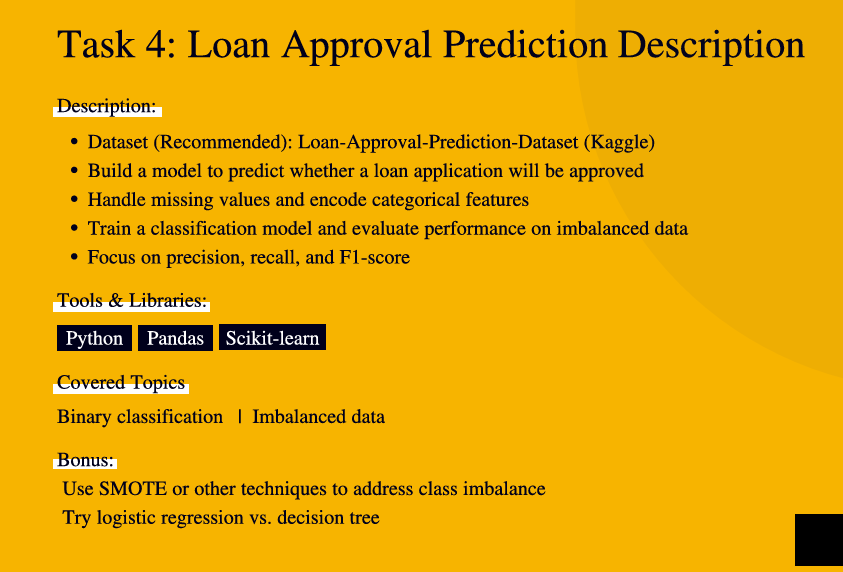 Task 4: Loan Approval Prediction Description
Description:
• Dataset (Recommended): Loan-Approval-Prediction-Dataset (Kaggle)
• Build a model to predict whether a loan application will be approved
• Handle missing values and encode categorical features
• Train a classification model and evaluate performance on imbalanced data
• Focus on precision, recall, and F1-score
Tools & Libraries:
Python Pandas Scikit-learn
Covered Topics
Binary classification | Imbalanced data
Bonus:
Use SMOTE or other techniques to address class imbalance
Try logistic regression vs. decision tree